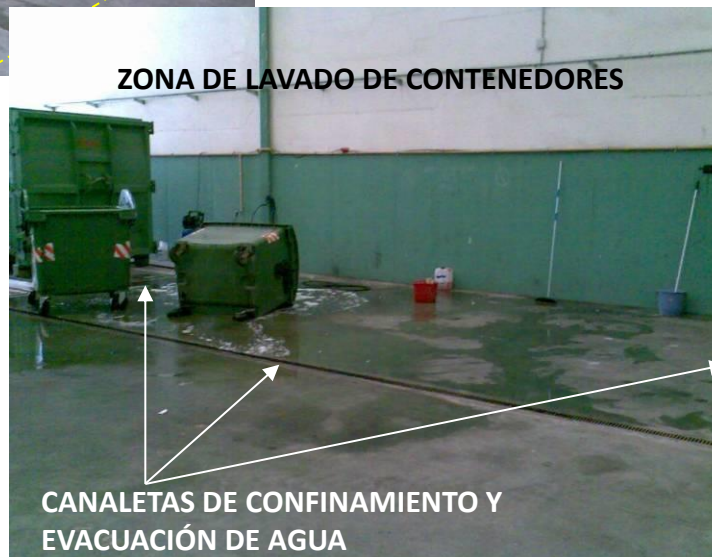 ZONA DE LAVADO DE CONTENEDORES
CANALETAS DE CONFINAMIENTO Y
EVACUACIÓN DE AGUA